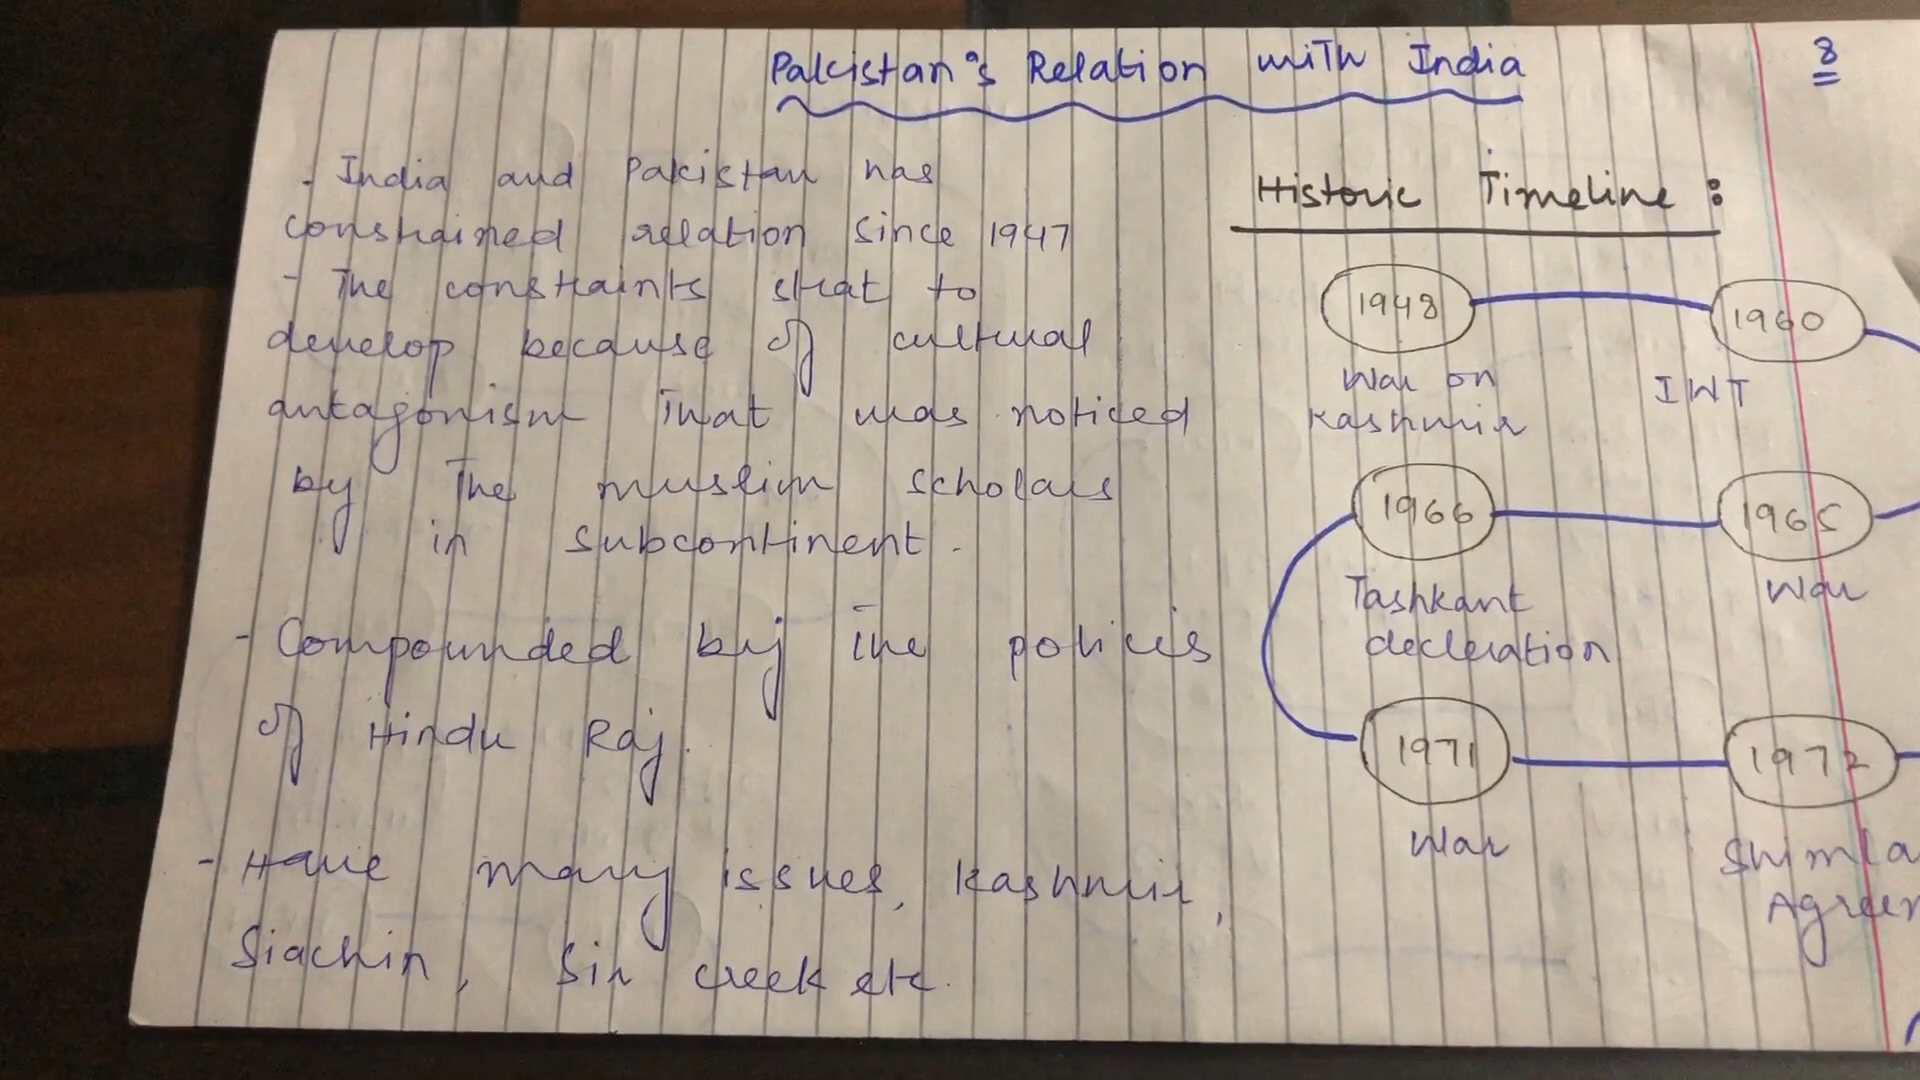 Pakistan's Relation with India
8
- India and Pakistan has
constrained relation since 1947
- The constraints strat to
develop because of cultural
antagonism that was noticed
by the muslim scholars
in subcontinent.
- Compounded by the policies
of Hindu Raj.
- Have many issues, Kashmir,
Siachin, Sir creek etc.
Historic Timeline :
1948
1960
War on
Kashmir
IWT
1966
1965
Tashkant
decleration
War
1971
1972
War
Shimla
Agreem